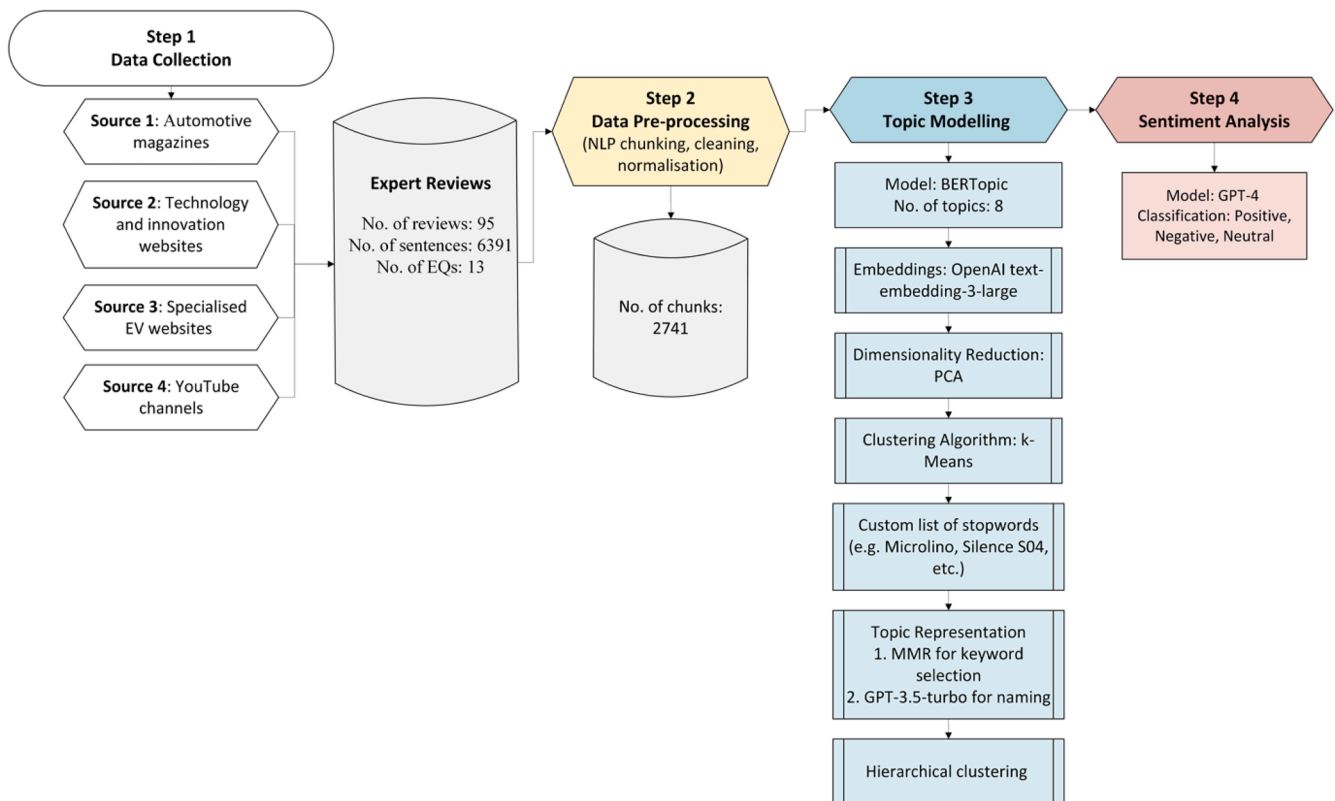 Step 1
Data Collection
Source 1: Automotive
magazines
Source 2: Technology
and innovation
websites
Source 3: Specialised
EV websites
Source 4: YouTube
channels
Expert Reviews
No. of reviews: 95
No. of sentences: 6391
No. of EQs: 13
Step 2
Data Pre-processing
(NLP chunking, cleaning,
normalisation)
No. of chunks:
2741
Step 3
Topic Modelling
Model: BERTopic
No. of topics: 8
Embeddings: OpenAI text-
embedding-3-large
Dimensionality Reduction:
PCA
Clustering Algorithm: k-
Means
Custom list of stopwords
(e.g. Microlino, Silence S04,
etc.)
Topic Representation
1. MMR for keyword
selection
2. GPT-3.5-turbo for naming
Hierarchical clustering
Step 4
Sentiment Analysis
Model: GPT-4
Classification: Positive,
Negative, Neutral